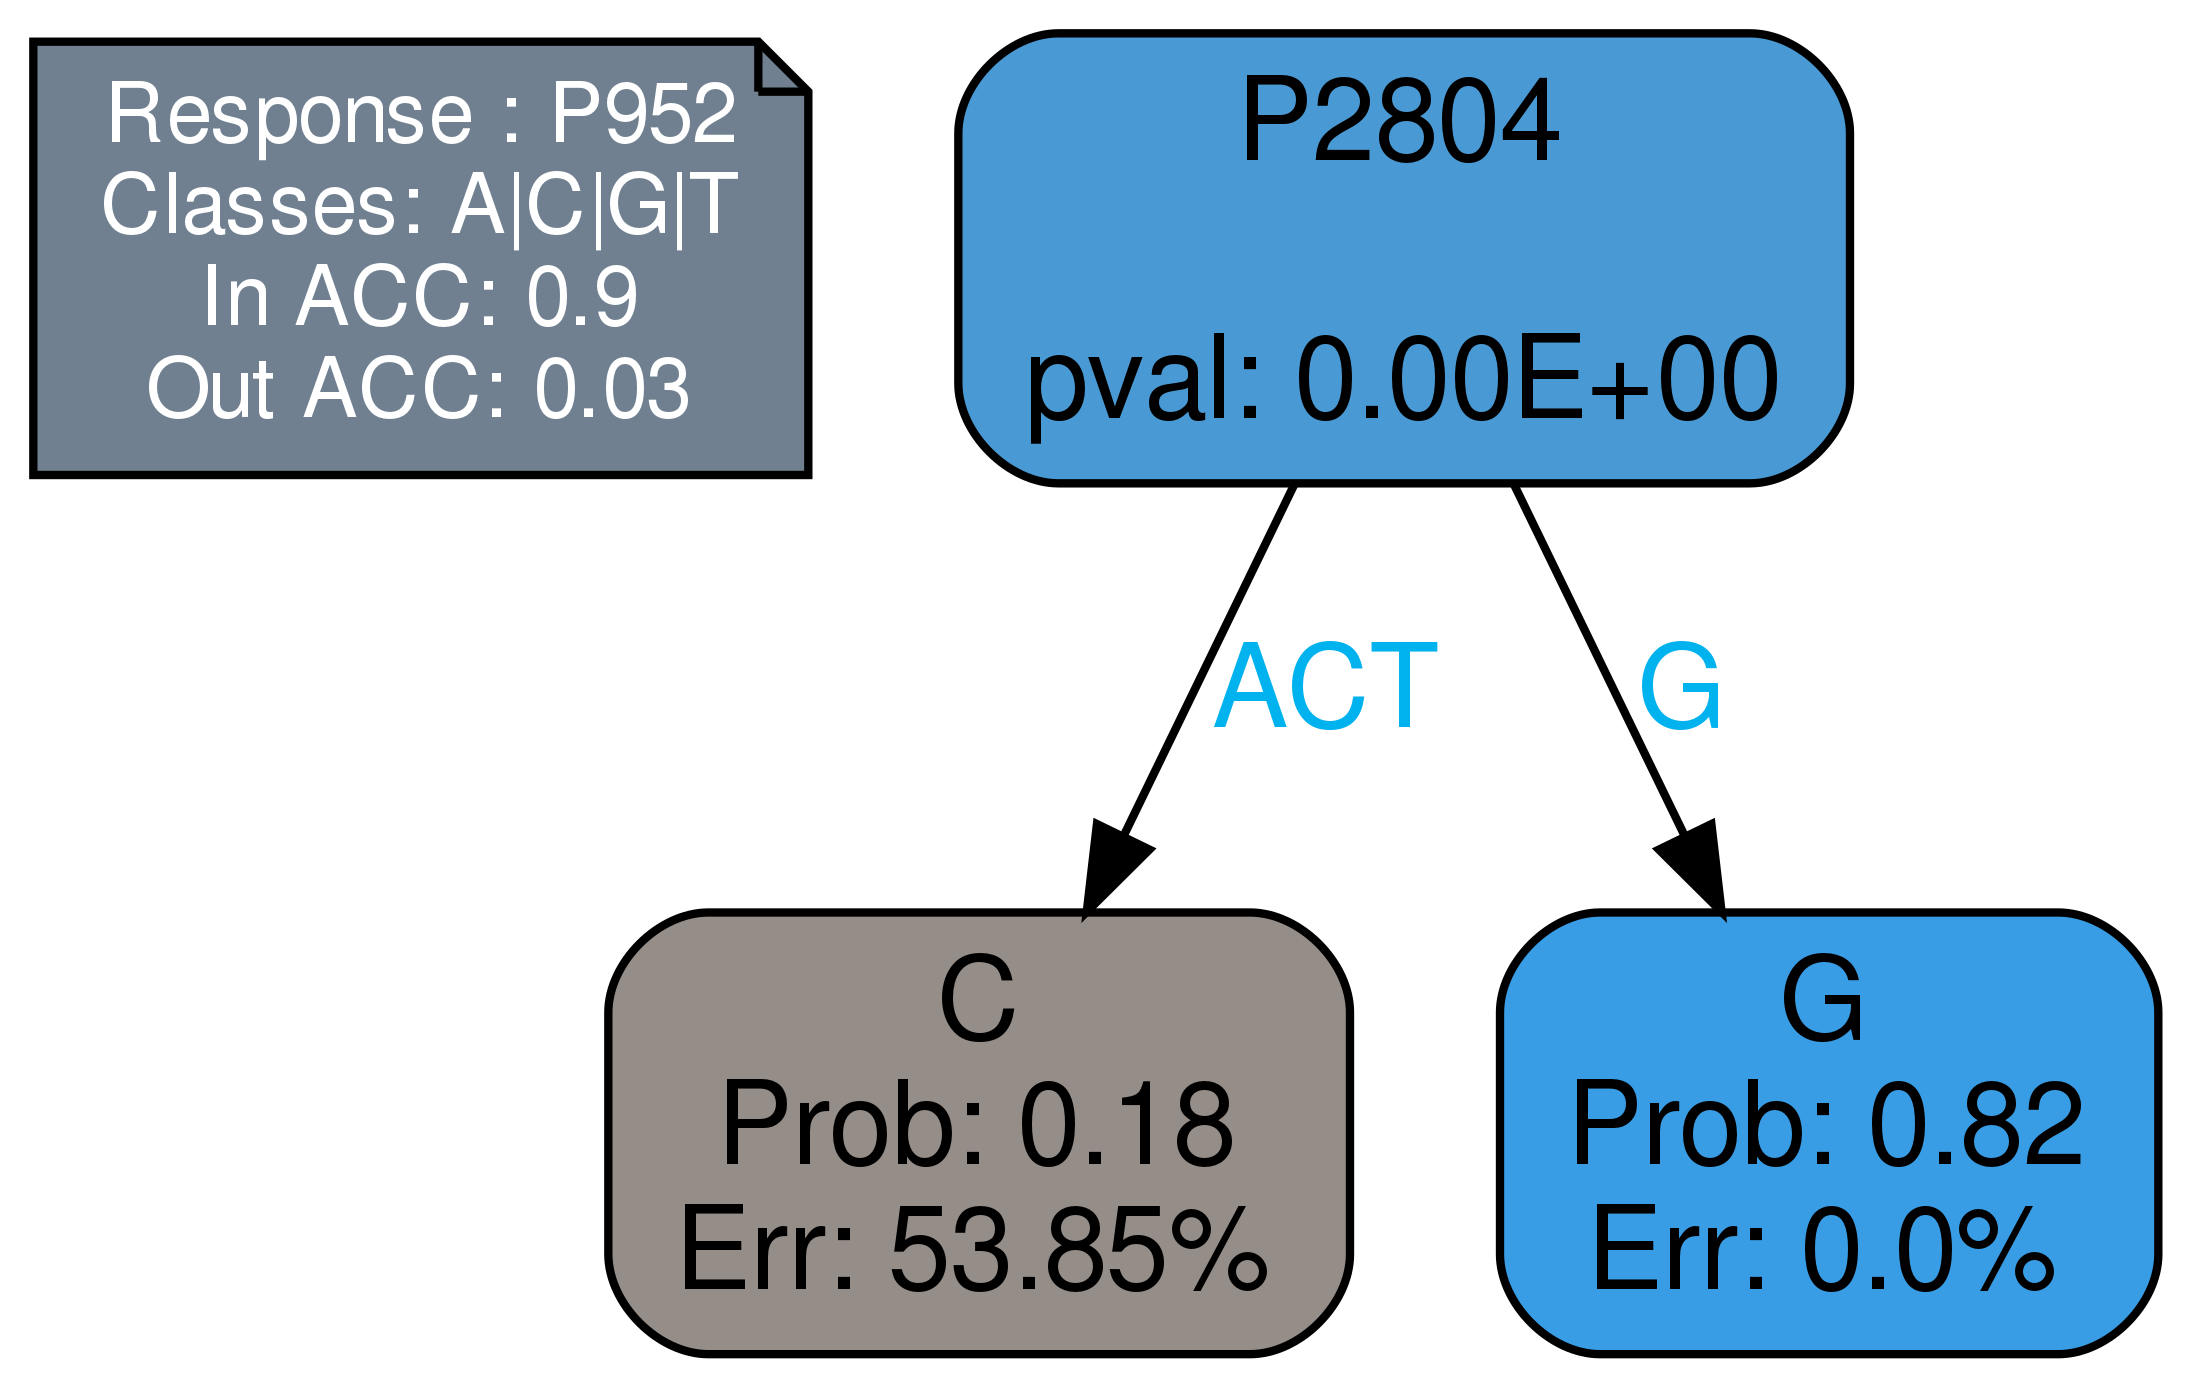 Response : P952
Classes: A|C|G|T
In ACC: 0.9
Out ACC: 0.03
P2804
pval: 0.00E+00
ACT
G
C
Prob: 0.18
Err: 53.85%
G
Prob: 0.82
Err: 0.0%